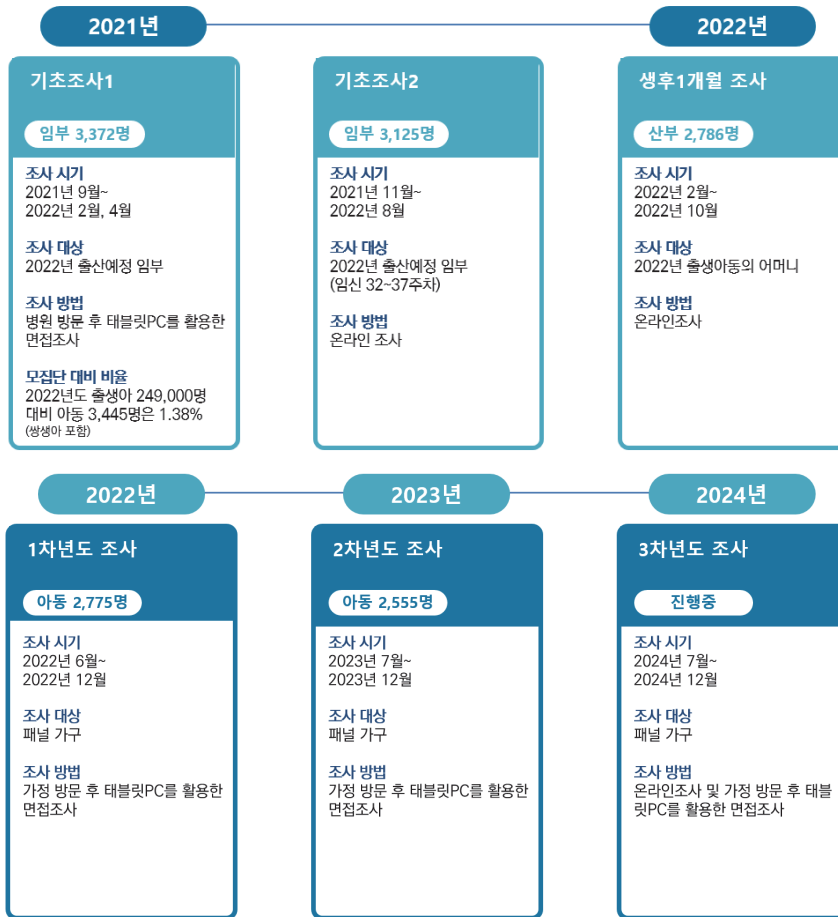 2021년
2022년
기초조사1
임부 3,372명
조사 시기
2021년 9월~
2022년 2월, 4월
조사 대상
2022년 출산예정 임부
조사 방법
병원 방문 후 태블릿PC를 활용한
면접조사
모집단 대비 비율
2022년도 출생아 249,000명
대비 아동 3,445명은 1.38%
(쌍생아 포함)
기초조사2
임부 3,125명
조사 시기
2021년 11월~
2022년 8월
조사 대상
2022년 출산예정 임부
(임신 32~37주차)
조사 방법
온라인 조사
생후1개월 조사
산부 2,786명
조사 시기
2022년 2월~
2022년 10월
조사 대상
2022년 출생아동의 어머니
조사 방법
온라인조사
2022년
2023년
2024년
1차년도 조사
아동 2,775명
조사 시기
2022년 6월~
2022년 12월
조사 대상
패널 가구
조사 방법
가정 방문 후 태블릿PC를 활용한
면접조사
2차년도 조사
아동 2,555명
조사 시기
2023년 7월~
2023년 12월
조사 대상
패널 가구
조사 방법
가정 방문 후 태블릿PC를 활용한
면접조사
3차년도 조사
진행중
조사 시기
2024년 7월~
2024년 12월
조사 대상
패널 가구
조사 방법
온라인조사 및 가정 방문 후 태블
릿PC를 활용한 면접조사